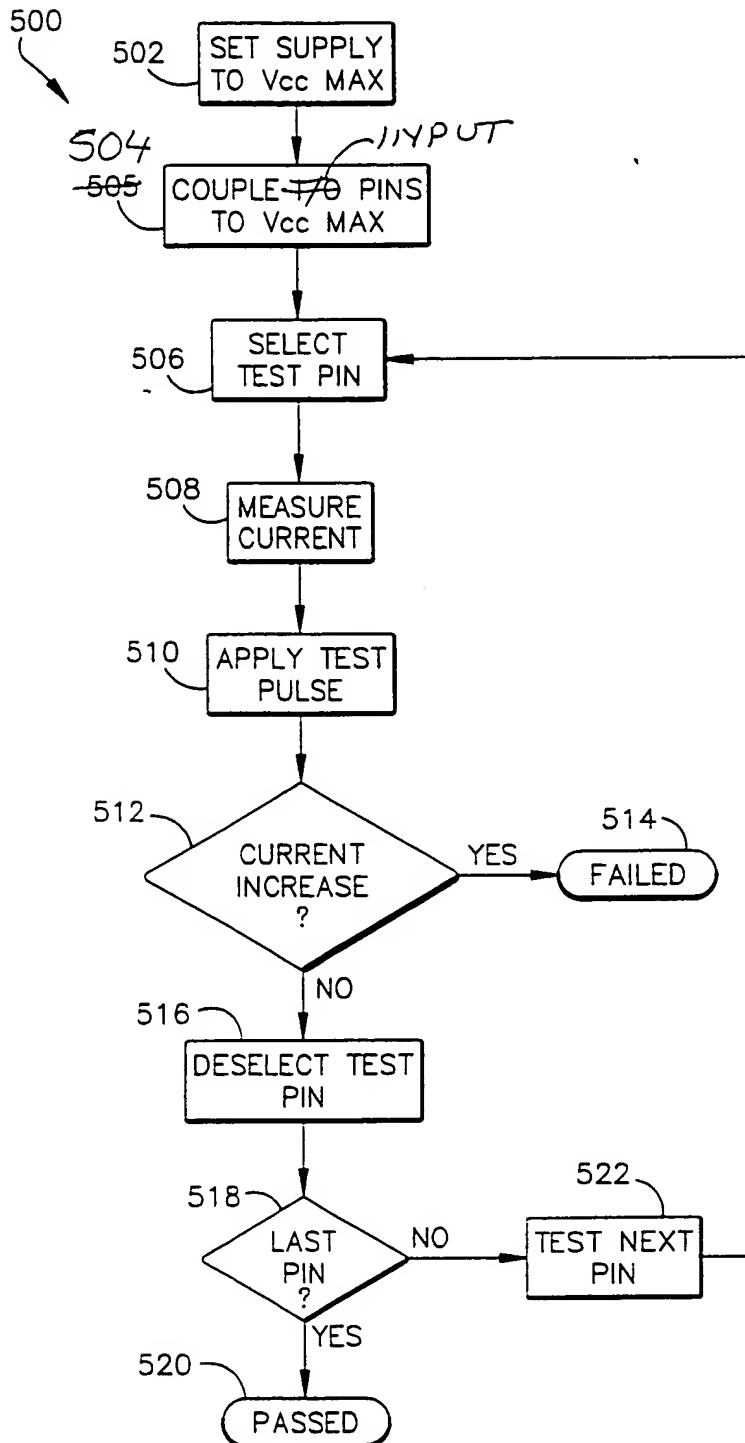 500
502
SET SUPPLY
TO Vcc MAX
504
505
INPUT
COUPLE I/O PINS
TO Vcc MAX
506
SELECT
TEST PIN
508
MEASURE
CURRENT
510
APPLY TEST
PULSE
512
CURRENT
INCREASE
?
YES
514
FAILED
NO
516
DESELECT TEST
PIN
518
LAST
PIN
?
NO
522
TEST NEXT
PIN
YES
520
PASSED